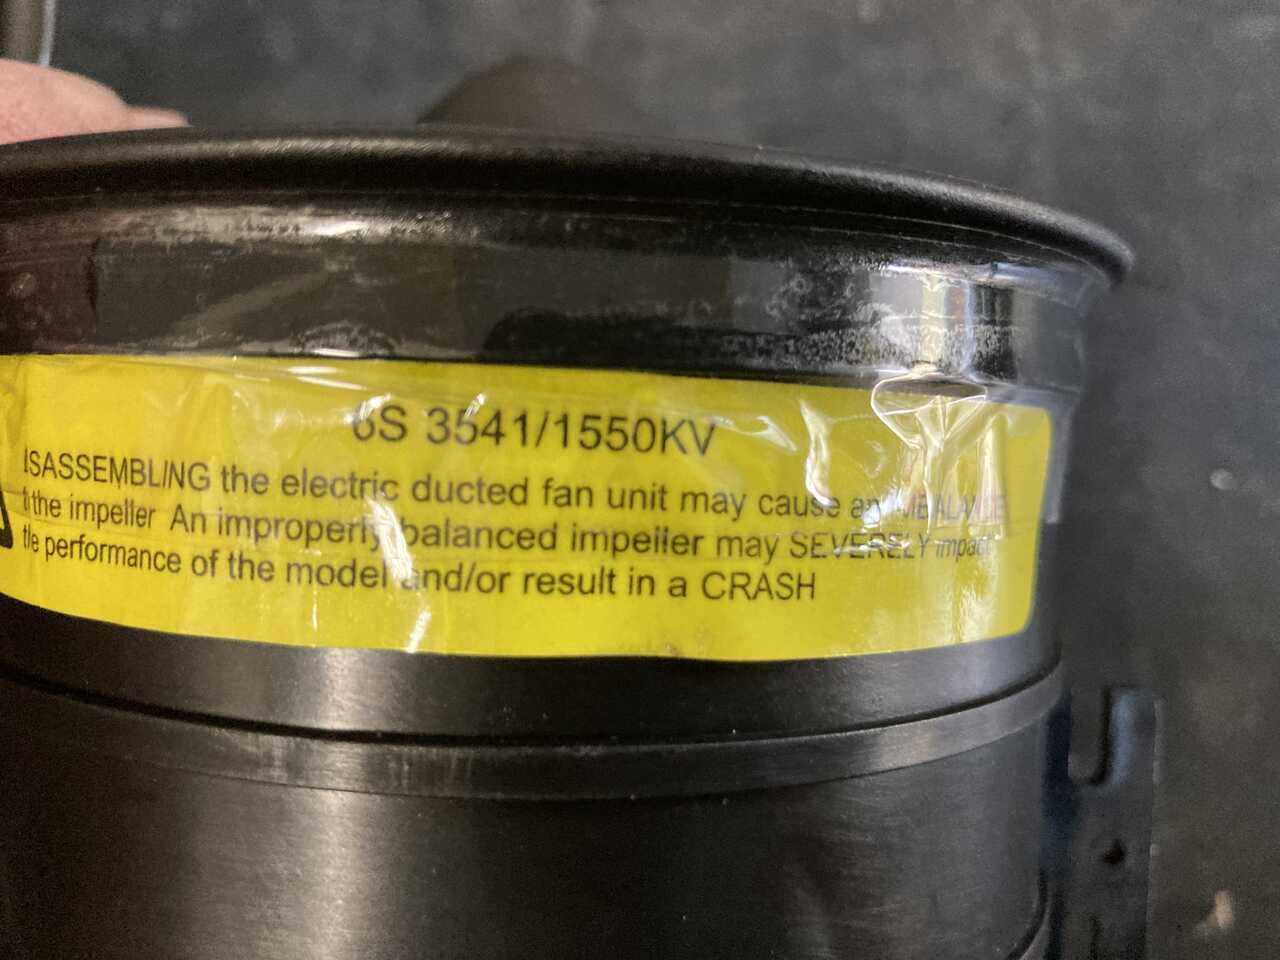 6S 3541/1550KV
ISASSEMBLING the electric ducted fan unit may cause an IMBALANCE
the impeller An improperly balanced impeller may SEVERELY impact
the performance of the model and/or result in a CRASH